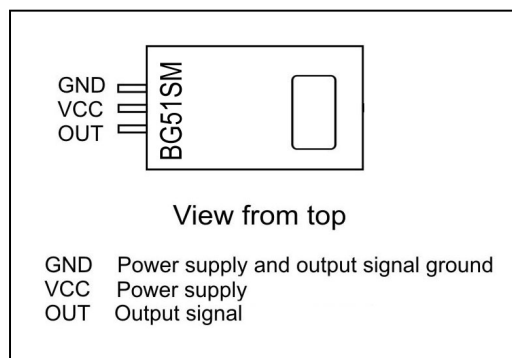 GND
VCC
OUT
BG51SM
View from top
GND Power supply and output signal ground
VCC Power supply
OUT Output signal